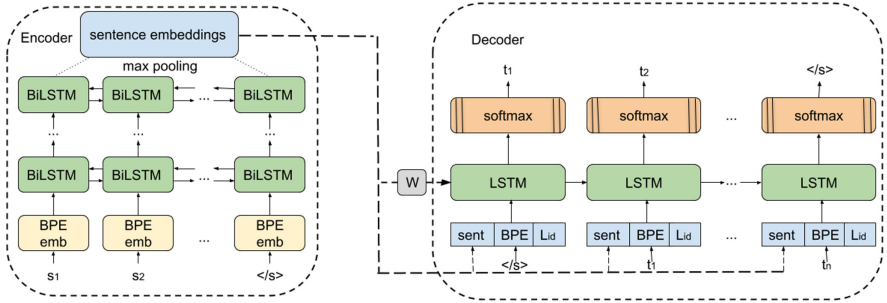 Encoder
sentence embeddings
max pooling
BiLSTM BiLSTM ... BiLSTM
... ... ...
BiLSTM BiLSTM ... BiLSTM
BPE emb BPE emb ... BPE emb
s1 s2 </s>
Decoder
t1 t2 </s>
softmax softmax ... softmax
W
LSTM LSTM ... LSTM
sent BPE Lid sent BPE Lid ... sent BPE Lid
</s> t1 tn